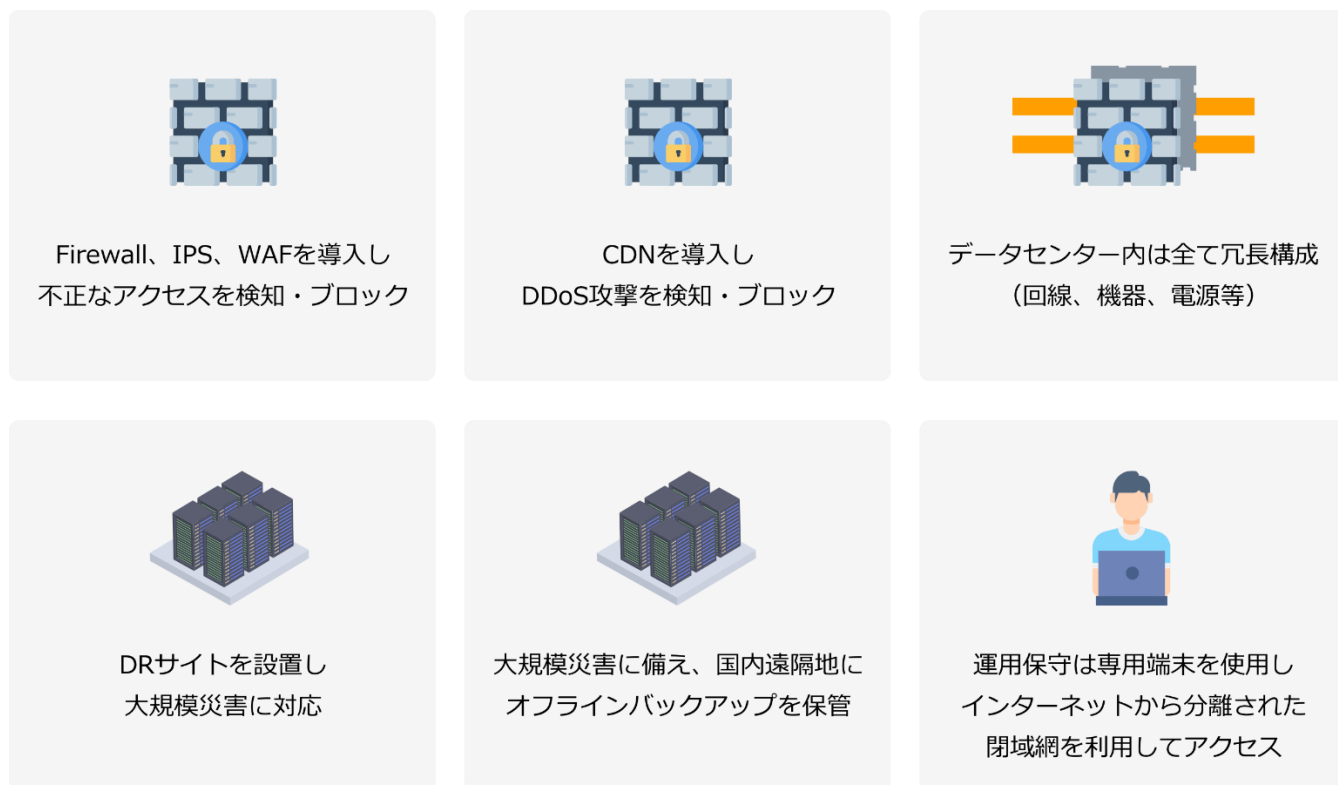 Firewall、IPS、WAFを導入し
不正なアクセスを検知・ブロック
CDNを導入し
DDoS攻撃を検知・ブロック
データセンター内は全て冗長構成
（回線、機器、電源等）
DRサイトを設置し
大規模災害に対応
大規模災害に備え、国内遠隔地に
オフラインバックアップを保管
運用保守は専用端末を使用し
インターネットから分離された
閉域網を利用してアクセス